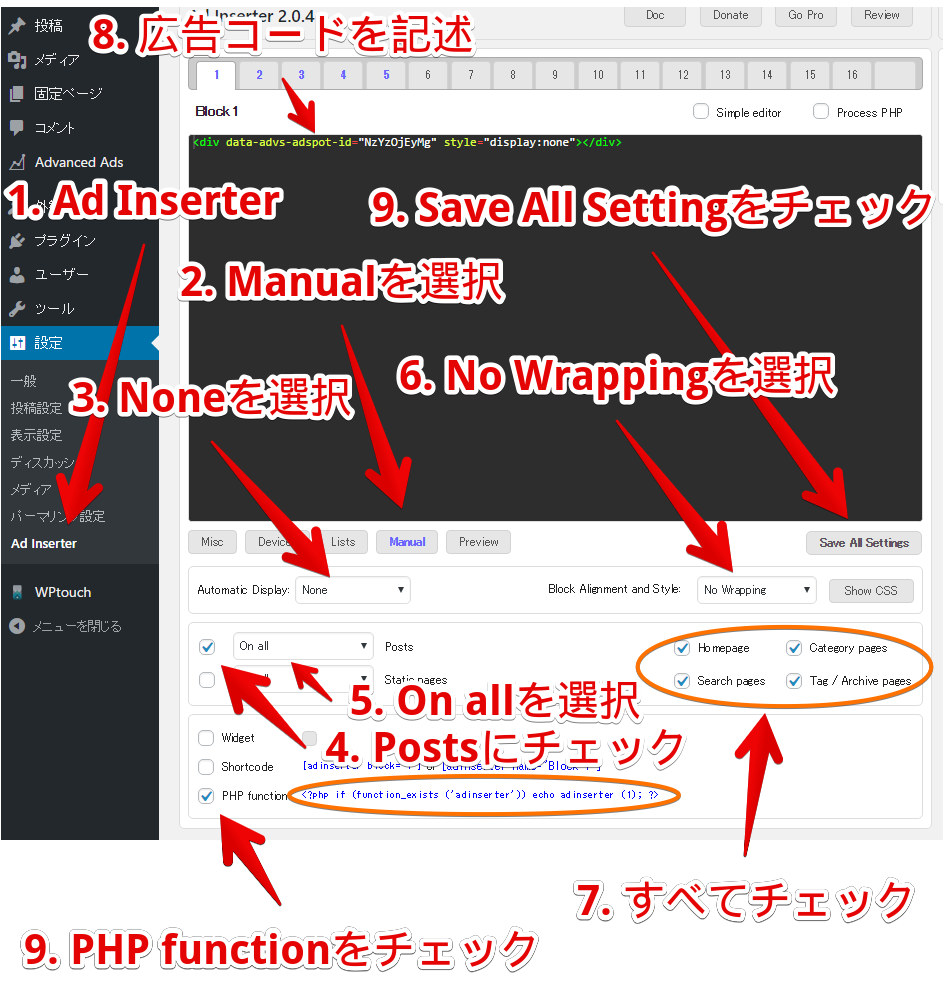 投稿
Ad Inserter 2.0.4
Doc
Donate
Go Pro
Review
8. 広告コードを記述
メディア
1 2 3 4 5 6 7 8 9 10 11 12 13 14 15 16
固定ページ
Block 1
Simple editor
Process PHP
コメント
<div data-advs-adspot-id="NzYzOjEyMg" style="display:none"></div>
Advanced Ads
1. Ad Inserter
9. Save All Settingをチェック
プラグイン
ユーザー
2. Manualを選択
ツール
設定
一般
6. No Wrappingを選択
3. Noneを選択
投稿設定
表示設定
ディスカッシ
メディア
パーマリンク設定
Ad Inserter
Misc
Device
Lists
Manual
Preview
Save All Settings
Automatic Display:
None
Block Alignment and Style:
No Wrapping
Show CSS
WPtouch
メニューを閉じる
On all
Posts
Homepage
Category pages
Static pages
Search pages
Tag / Archive pages
5. On allを選択
4. Postsにチェック
Widget
Shortcode
PHP function
<?php if (function_exists ('adinserter')) echo adinserter (1); ?>
7. すべてチェック
9. PHP functionをチェック